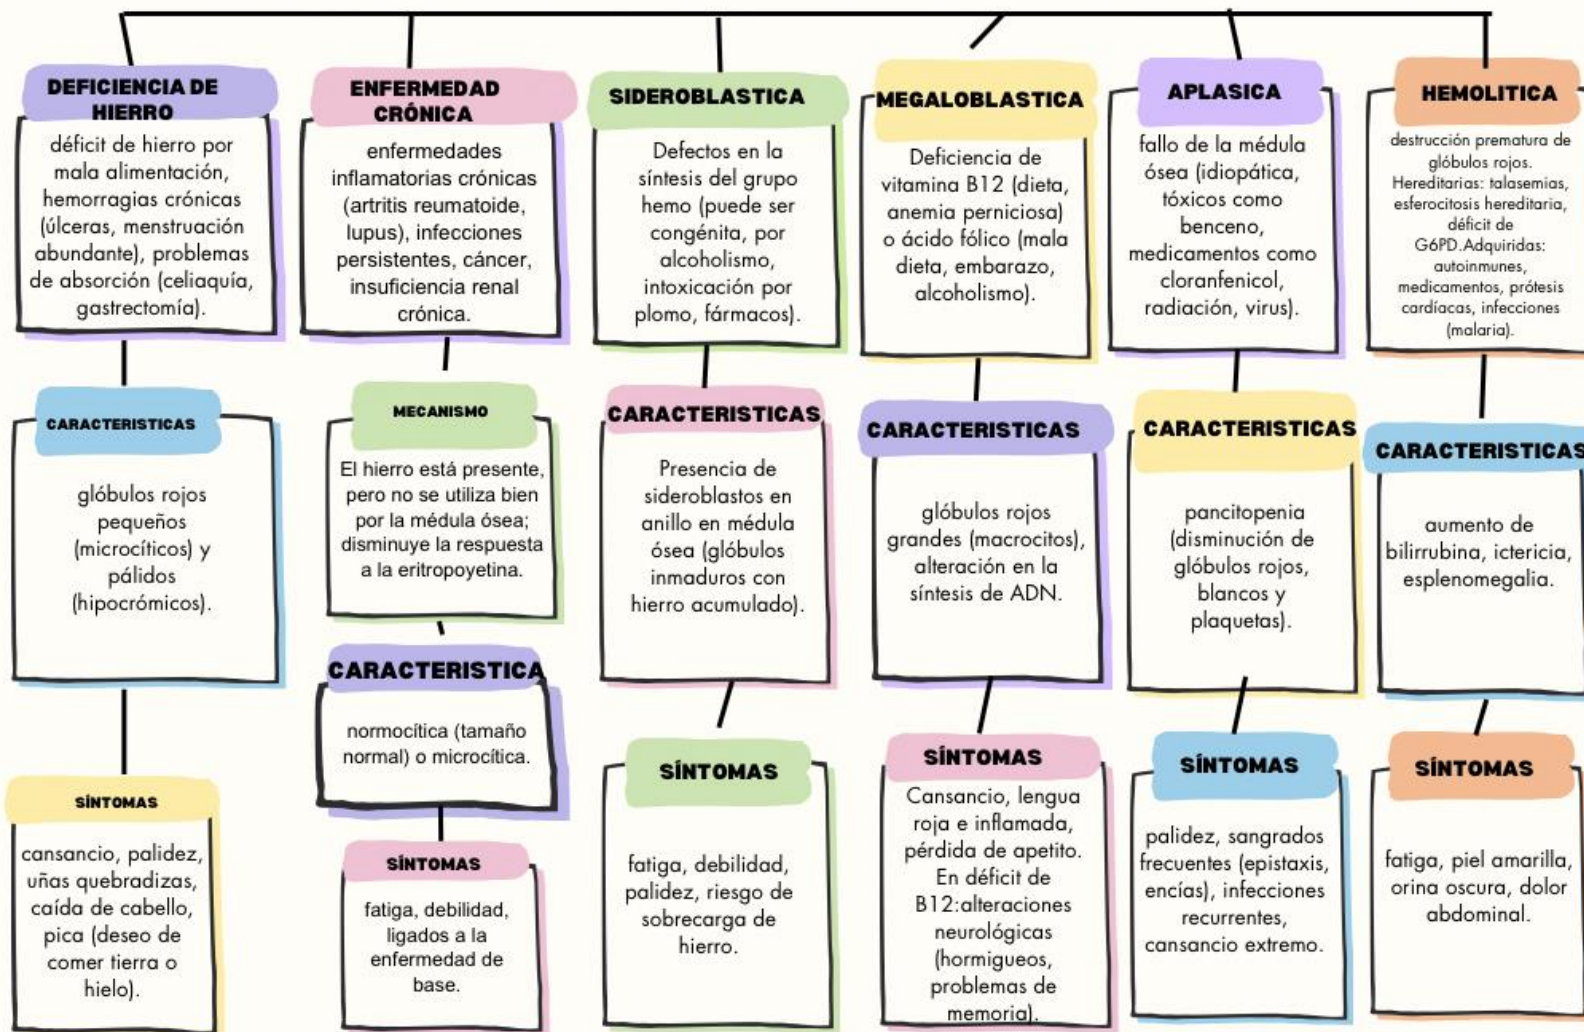 DEFICIENCIA DE
HIERRO
déficit de hierro por
mala alimentación,
hemorragias crónicas
(úlceras, menstruación
abundante), problemas
de absorción (celiaquía,
gastrectomía).
CARACTERISTICAS
glóbulos rojos
pequeños
(microcíticos) y
pálidos
(hipocrómicos).
SÍNTOMAS
cansancio, palidez,
uñas quebradizas,
caída de cabello,
pica (deseo de
comer tierra o
hielo).
ENFERMEDAD
CRÓNICA
enfermedades
inflamatorias crónicas
(artritis reumatoide,
lupus), infecciones
persistentes, cáncer,
insuficiencia renal
crónica.
MECANISMO
El hierro está presente,
pero no se utiliza bien
por la médula ósea;
disminuye la respuesta
a la eritropoyetina.
CARACTERISTICA
normocítica (tamaño
normal) o microcítica.
SÍNTOMAS
fatiga, debilidad,
ligados a la
enfermedad de
base.
SIDEROBLASTICA
Defectos en la
síntesis del grupo
hemo (puede ser
congénita, por
alcoholismo,
intoxicación por
plomo, fármacos).
CARACTERISTICAS
Presencia de
sideroblastos en
anillo en médula
ósea (glóbulos
inmaduros con
hierro acumulado).
SÍNTOMAS
fatiga, debilidad,
palidez, riesgo de
sobrecarga de
hierro.
MEGALOBLASTICA
Deficiencia de
vitamina B12 (dieta,
anemia perniciosa)
o ácido fólico (mala
dieta, embarazo,
alcoholismo).
CARACTERISTICAS
glóbulos rojos
grandes (macrocitos),
alteración en la
síntesis de ADN.
SÍNTOMAS
Cansancio, lengua
roja e inflamada,
pérdida de apetito.
En déficit de
B12:alteraciones
neurológicas
(hormigueos,
problemas de
memoria).
APLASICA
fallo de la médula
ósea (idiopática,
tóxicos como
benceno,
medicamentos como
cloranfenicol,
radiación, virus).
CARACTERISTICAS
pancitopenia
(disminución de
glóbulos rojos,
blancos y
plaquetas).
SÍNTOMAS
palidez, sangrados
frecuentes (epistaxis,
encías), infecciones
recurrentes,
cansancio extremo.
HEMOLITICA
destrucción prematura de
glóbulos rojos.
Hereditarias: talasemias,
esferocitosis hereditaria,
déficit de
G6PD.Adquiridas:
autoinmunes,
medicamentos, prótesis
cardíacas, infecciones
(malaria).
CARACTERISTICAS
aumento de
bilirrubina, ictericia,
esplenomegalia.
SÍNTOMAS
fatiga, piel amarilla,
orina oscura, dolor
abdominal.